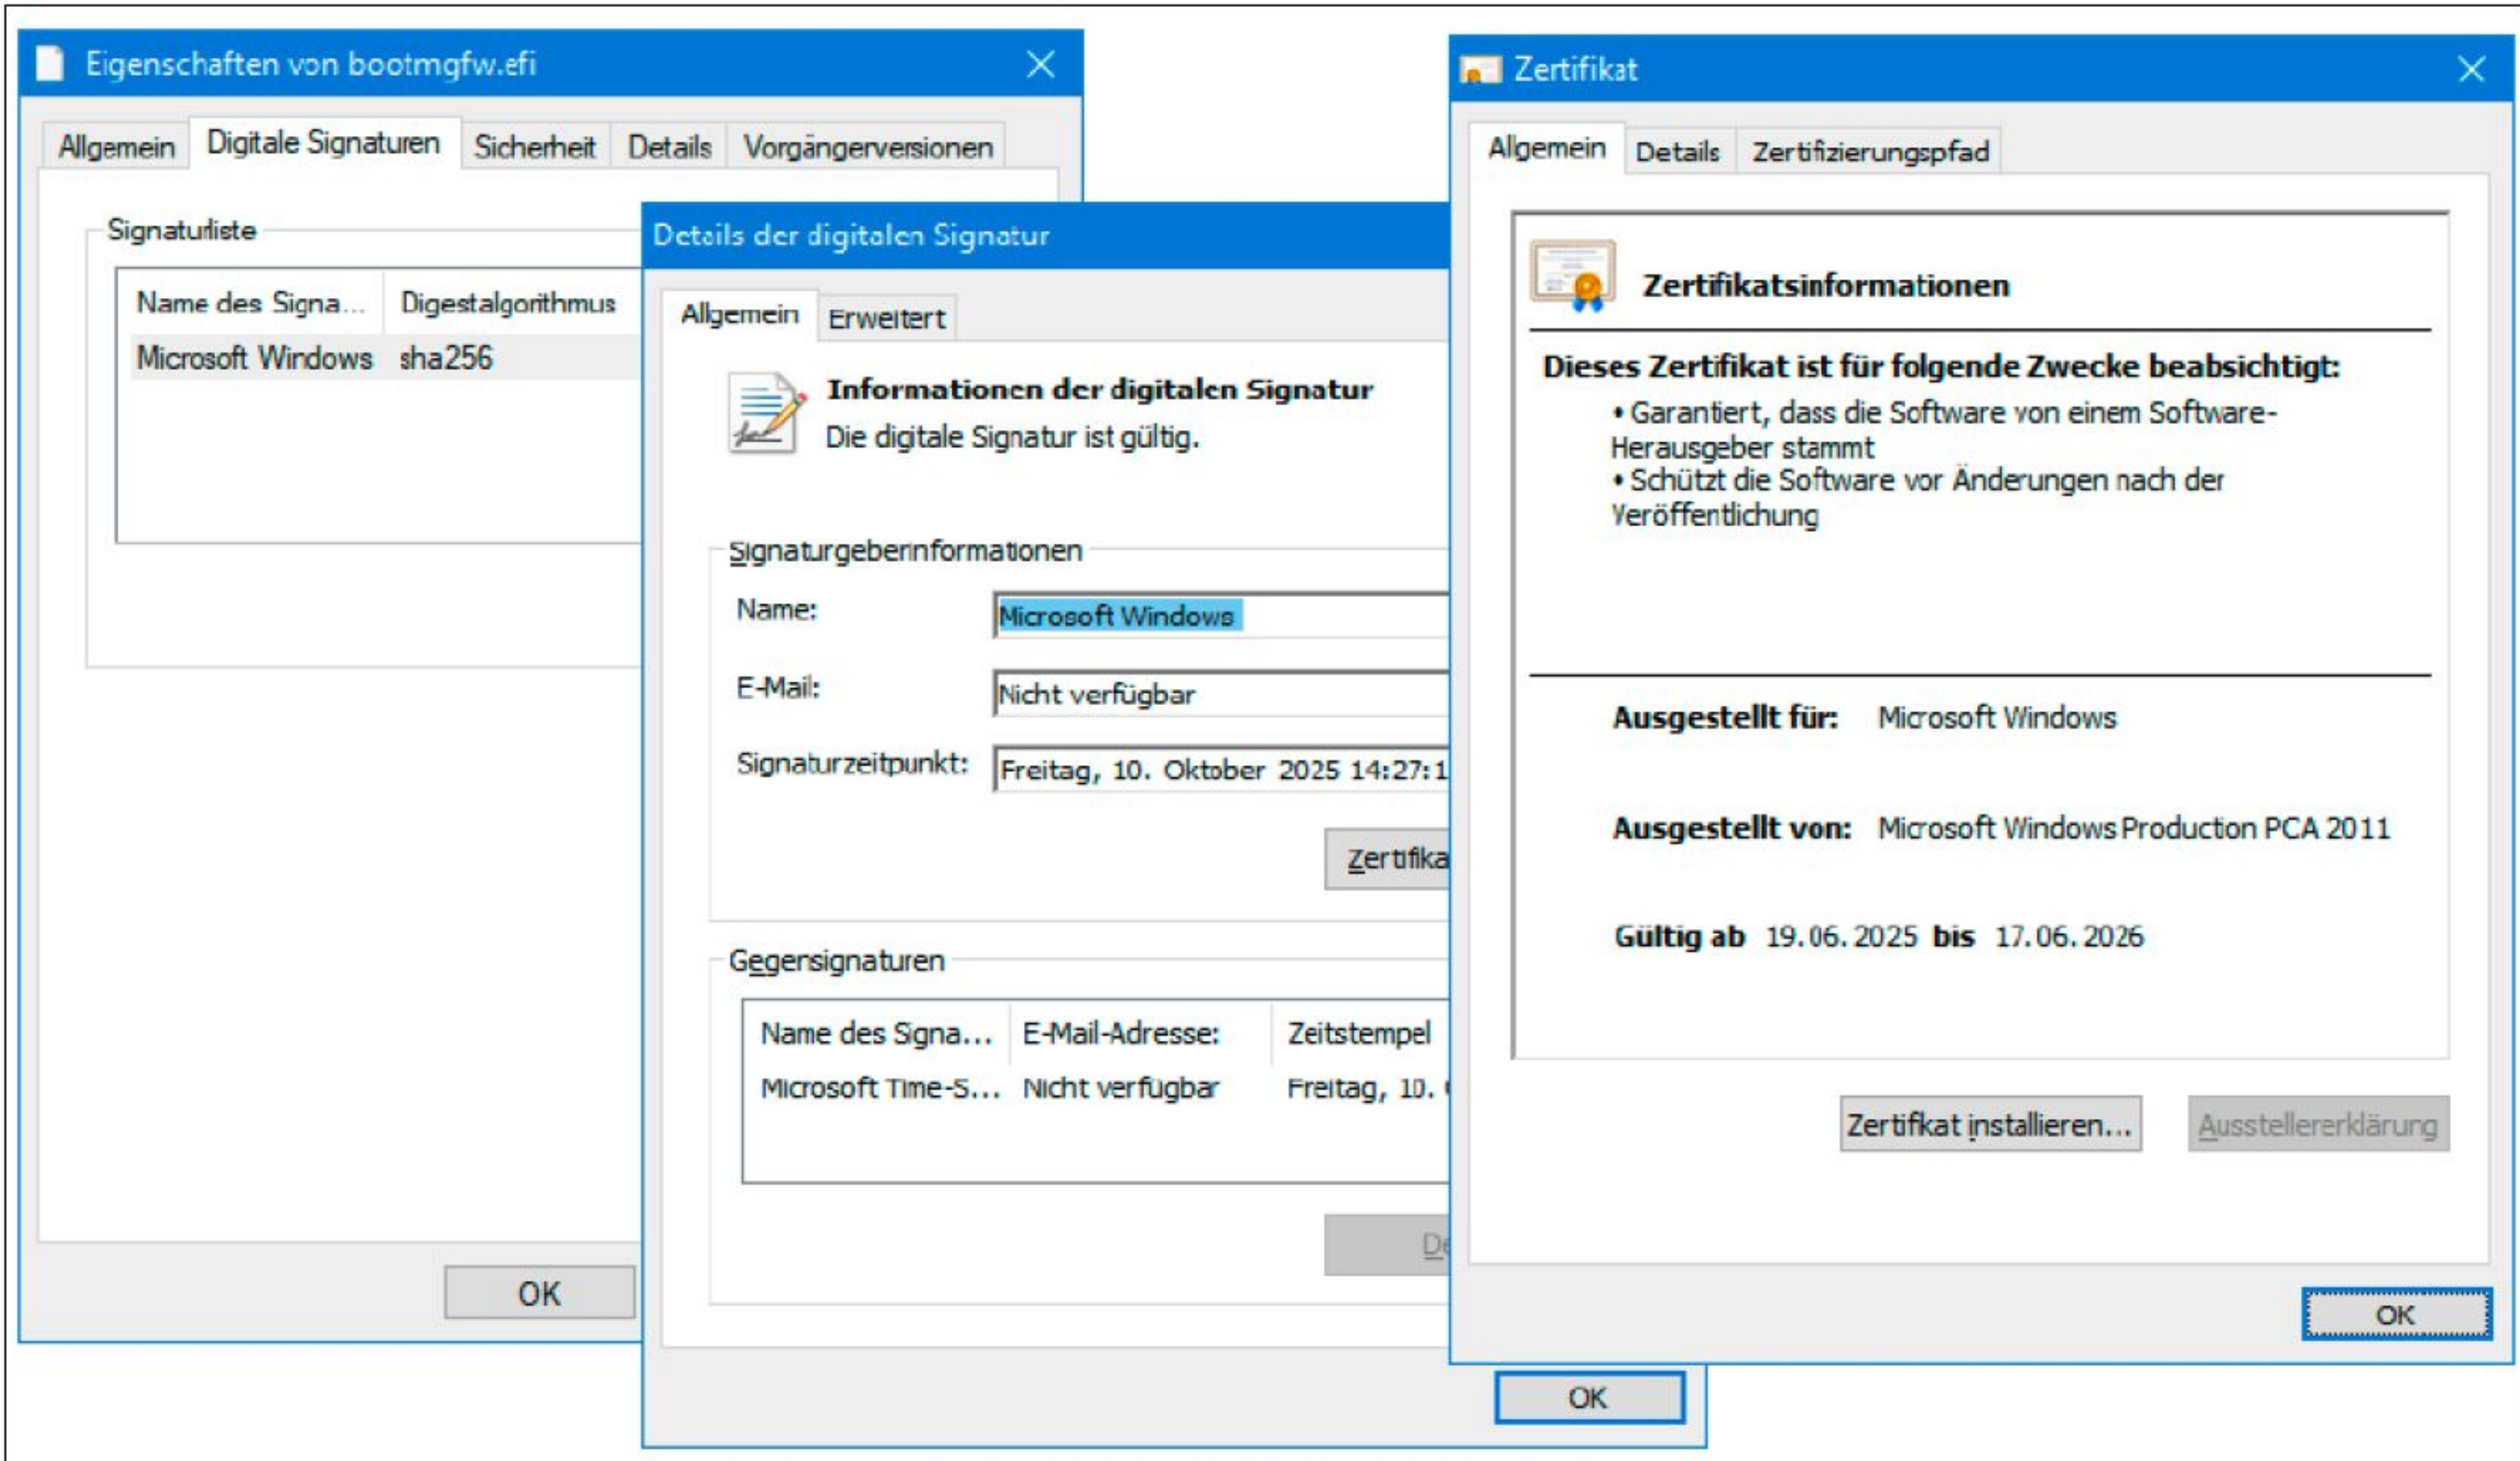 Eigenschaften von bootmgfw.efi
Allgemein Digitale Signaturen Sicherheit Details Vorgängerversionen
Signaturliste
Name des Signa... Digestalgorithmus
Microsoft Windows sha256
OK
Details der digitalen Signatur
Allgemein Erweitert
Informationen der digitalen Signatur
Die digitale Signatur ist gültig.
Signaturgeberinformationen
Name: Microsoft Windows
E-Mail: Nicht verfügbar
Signaturzeitpunkt: Freitag, 10. Oktober 2025 14:27:1
Zertifika
Gegensignaturen
Name des Signa... E-Mail-Adresse: Zeitstempel
Microsoft Time-S... Nicht verfügbar Freitag, 10.
De
OK
Zertifikat
Allgemein Details Zertifizierungspfad
Zertifikatsinformationen
Dieses Zertifikat ist für folgende Zwecke beabsichtigt:
• Garantiert, dass die Software von einem Software-
Herausgeber stammt
• Schützt die Software vor Änderungen nach der
Veröffentlichung
Ausgestellt für: Microsoft Windows
Ausgestellt von: Microsoft Windows Production PCA 2011
Gültig ab 19.06.2025 bis 17.06.2026
Zertifikat installieren... Ausstellererklärung
OK